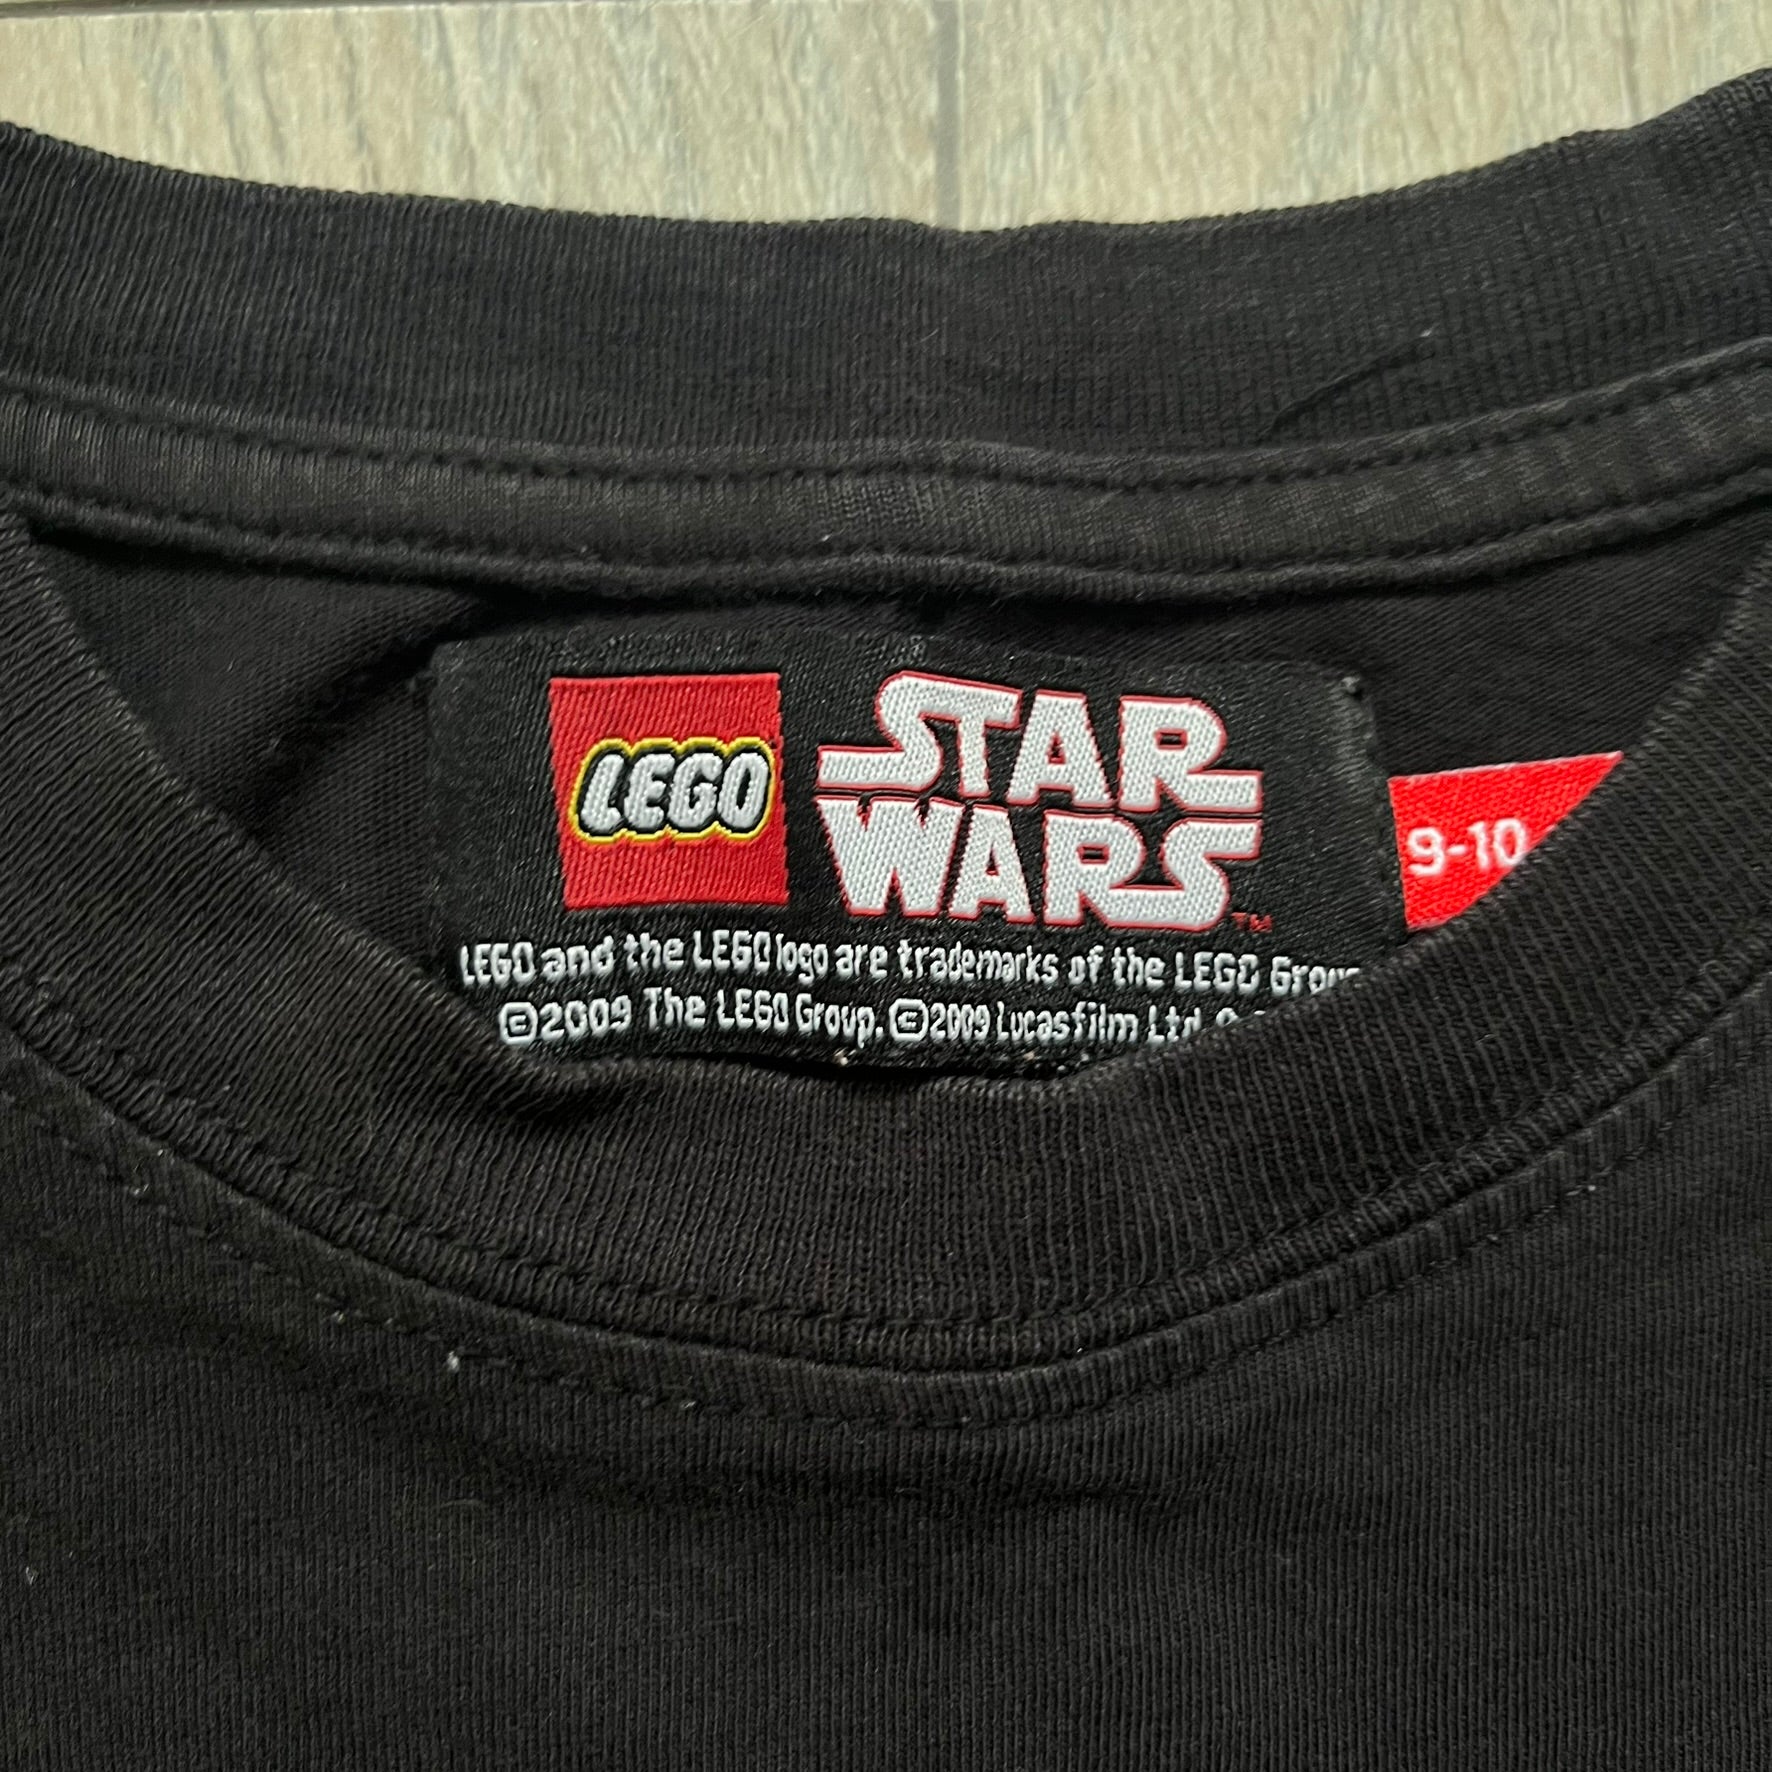 LEGO
STAR
WARS
TM
9-10
LEGO and the LEGO logo are trademarks of the LEGO
©2009 The LEGO Group. ©2009 Lucasfilm Ltd.